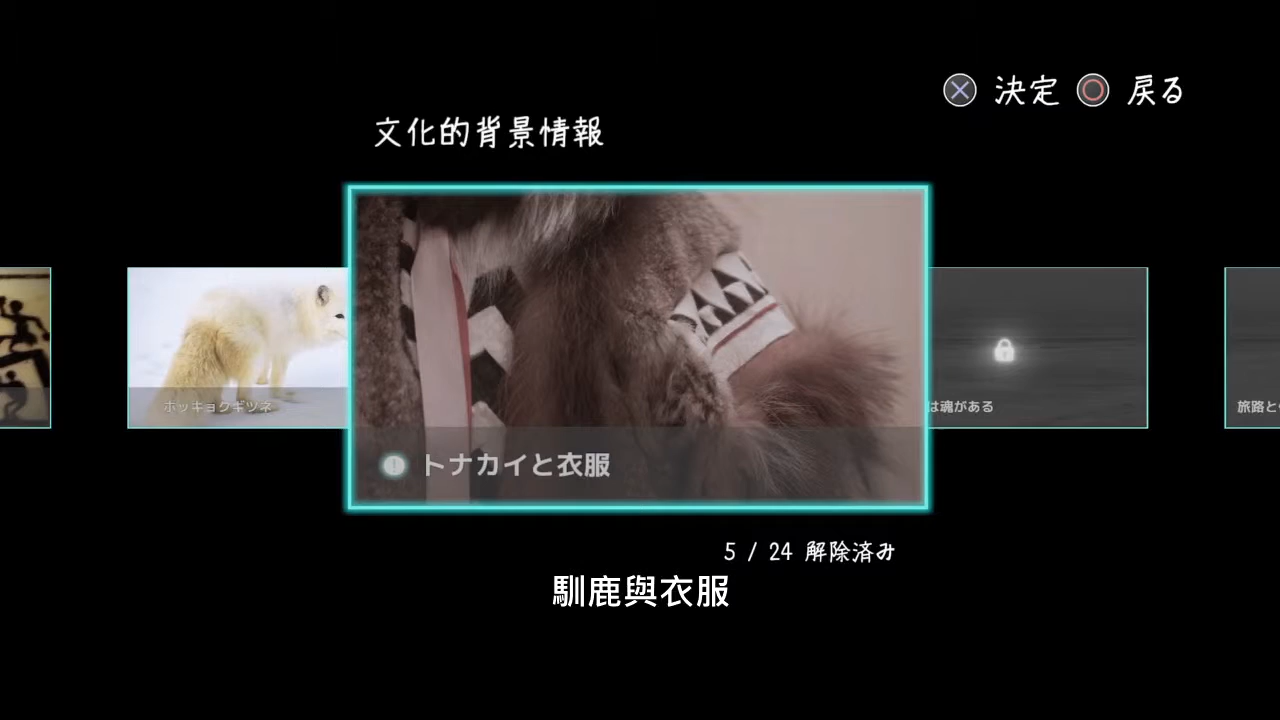 決定 戻る
文化的背景情報
ホッキョクギツネ
トナカイと衣服
は魂がある
旅路と
5 / 24 解除済み
馴鹿與衣服